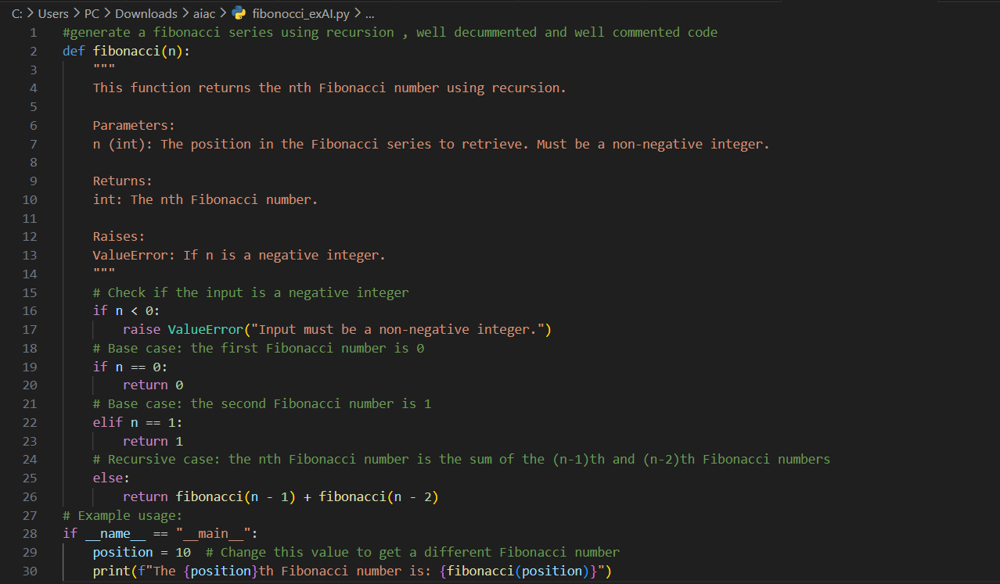 C: > Users > PC > Downloads > aiac > fibonocci_exAI.py > ...
1 #generate a fibonacci series using recursion , well decummented and well commented code
2 def fibonacci(n):
3     """
4     This function returns the nth Fibonacci number using recursion.
5
6     Parameters:
7     n (int): The position in the Fibonacci series to retrieve. Must be a non-negative integer.
8
9     Returns:
10     int: The nth Fibonacci number.
11
12     Raises:
13     ValueError: If n is a negative integer.
14     """
15     # Check if the input is a negative integer
16     if n < 0:
17         raise ValueError("Input must be a non-negative integer.")
18     # Base case: the first Fibonacci number is 0
19     if n == 0:
20         return 0
21     # Base case: the second Fibonacci number is 1
22     elif n == 1:
23         return 1
24     # Recursive case: the nth Fibonacci number is the sum of the (n-1)th and (n-2)th Fibonacci numbers
25     else:
26         return fibonacci(n - 1) + fibonacci(n - 2)
27 # Example usage:
28 if __name__ == "__main__":
29     position = 10  # Change this value to get a different Fibonacci number
30     print(f"The {position}th Fibonacci number is: {fibonacci(position)}")